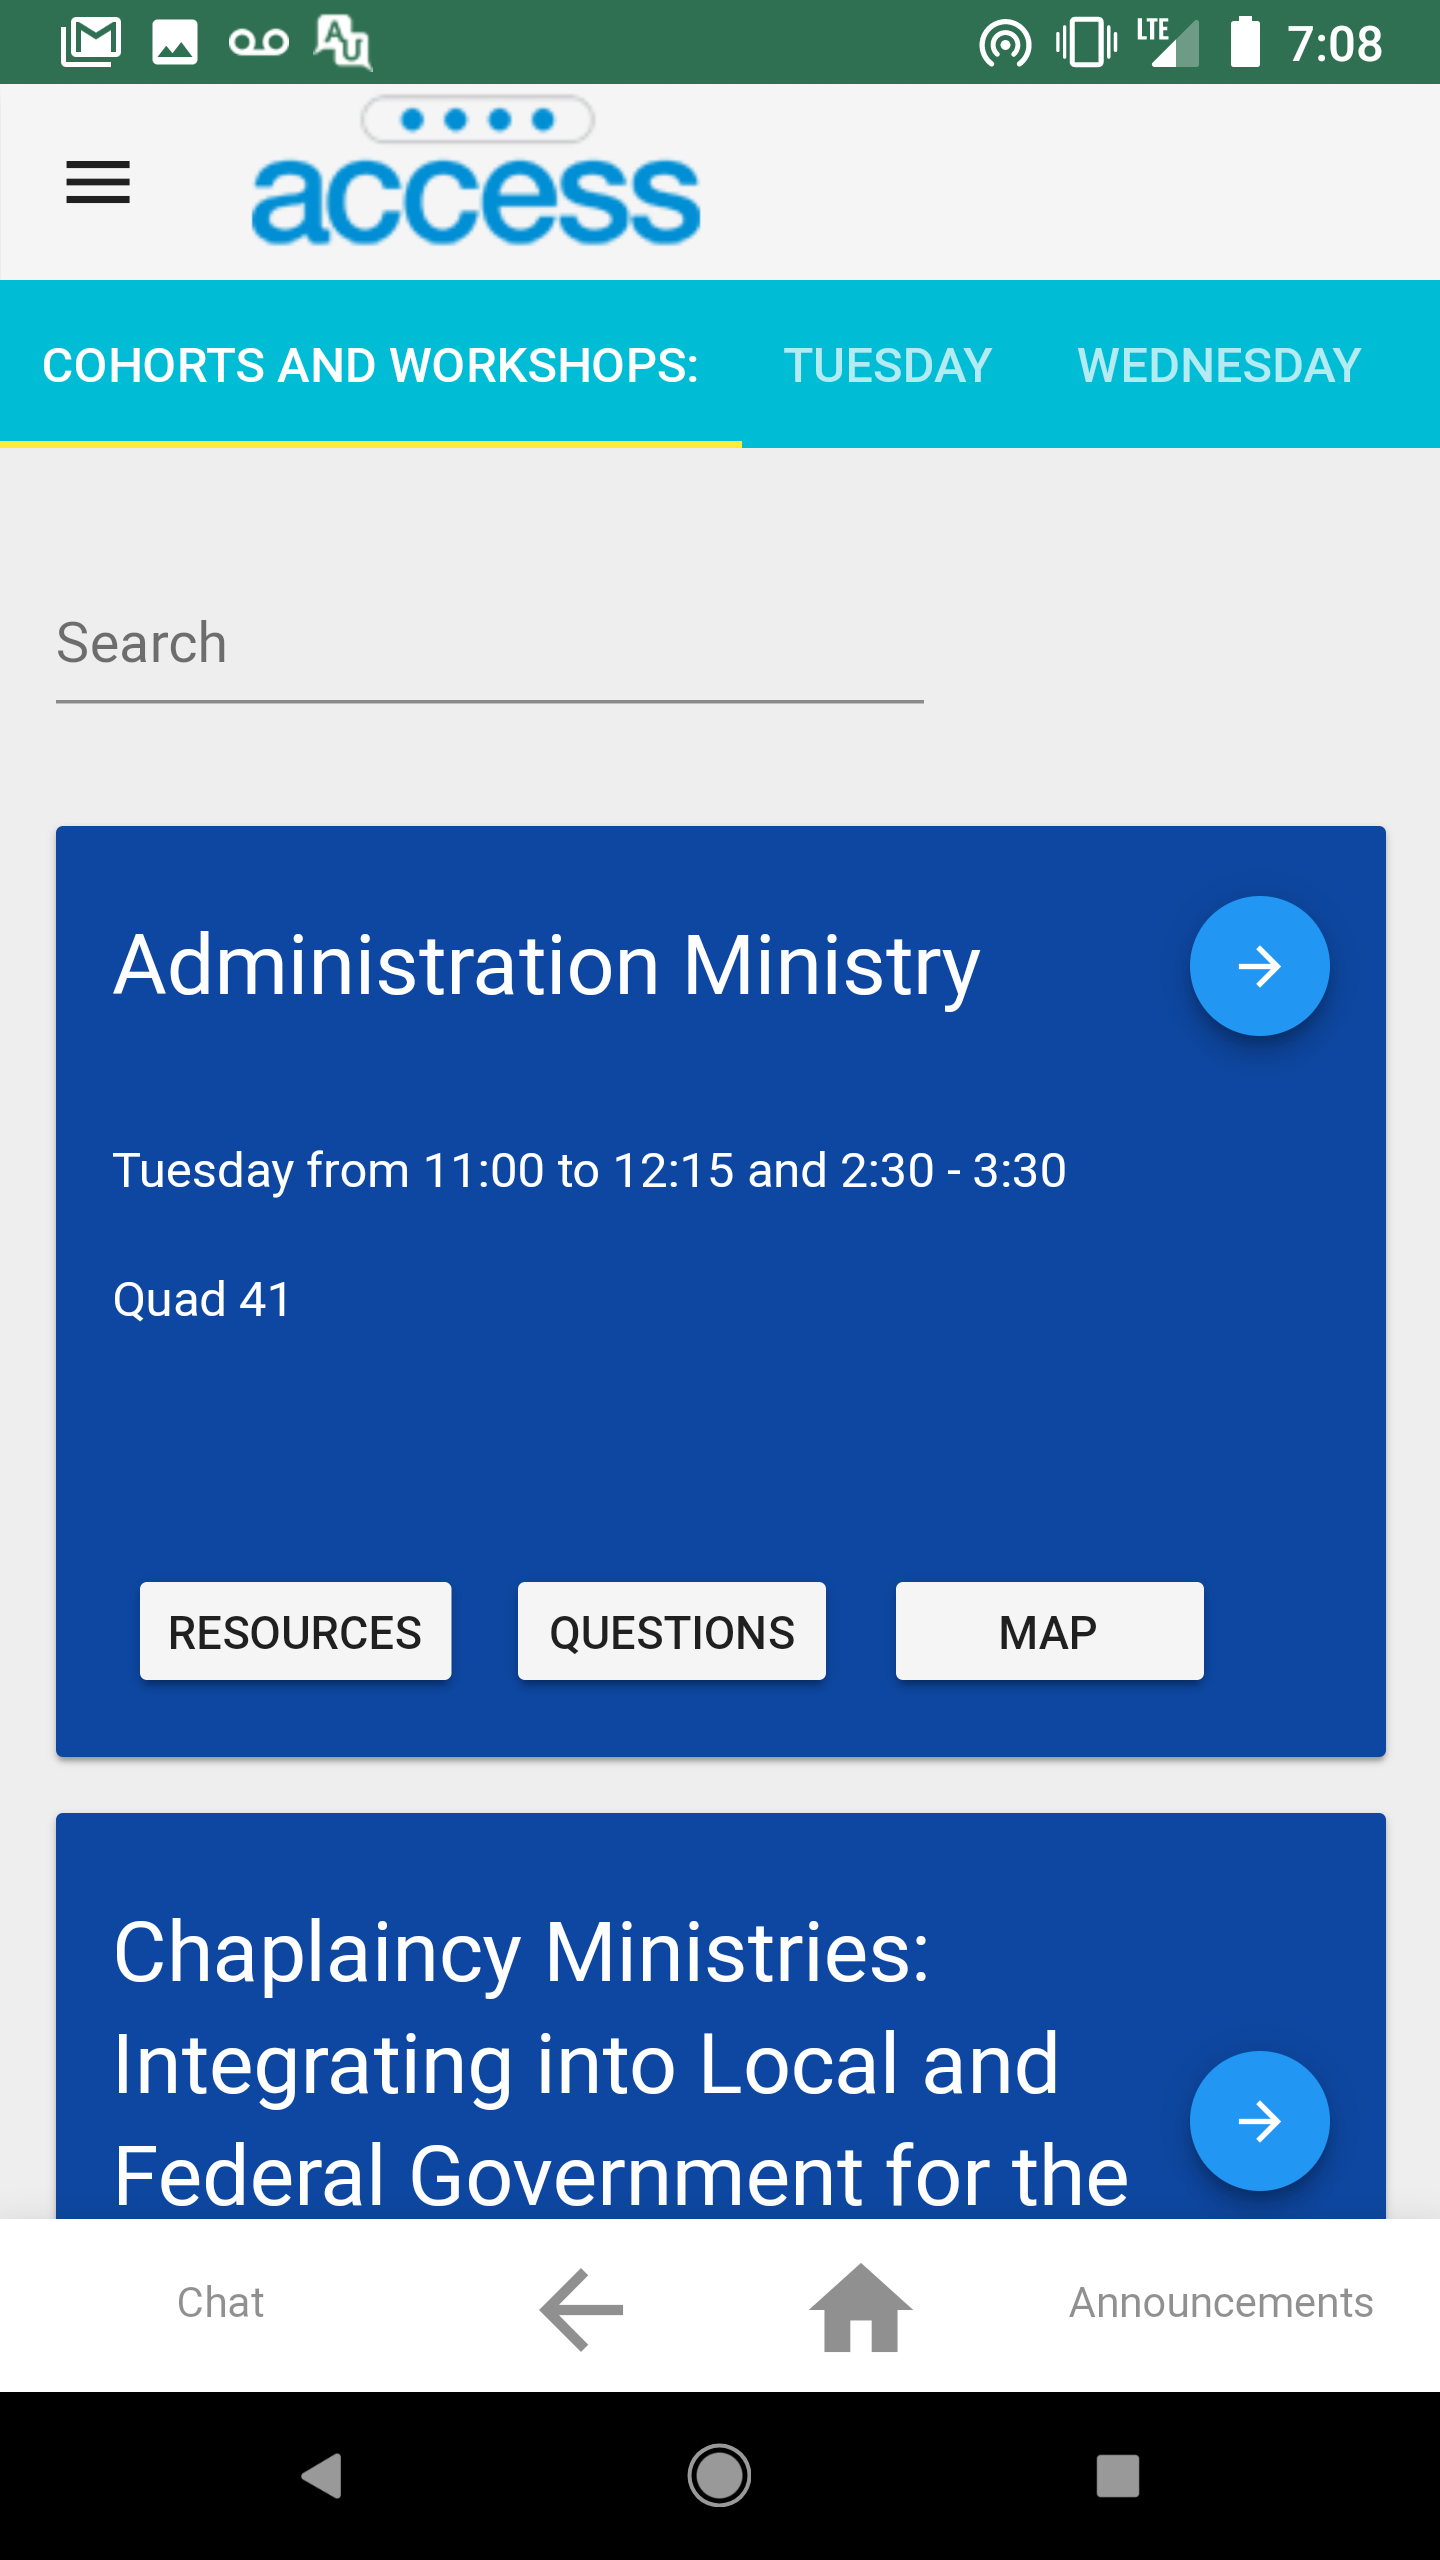 LTE 7:08
access
COHORTS AND WORKSHOPS: TUESDAY WEDNESDAY
Search
Administration Ministry
Tuesday from 11:00 to 12:15 and 2:30 - 3:30
Quad 41
RESOURCES QUESTIONS MAP
Chaplaincy Ministries:
Integrating into Local and
Federal Government for the
Chat Announcements